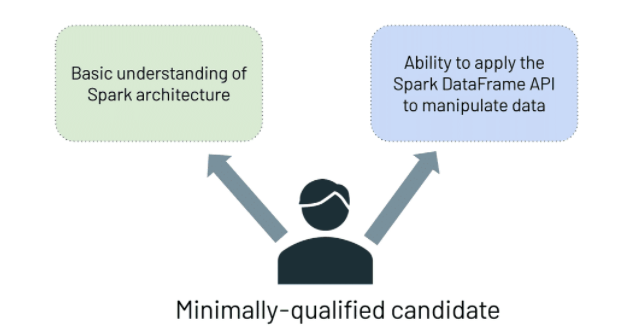 Basic understanding of
Spark architecture
Ability to apply the
Spark DataFrame API
to manipulate data
Minimally-qualified candidate